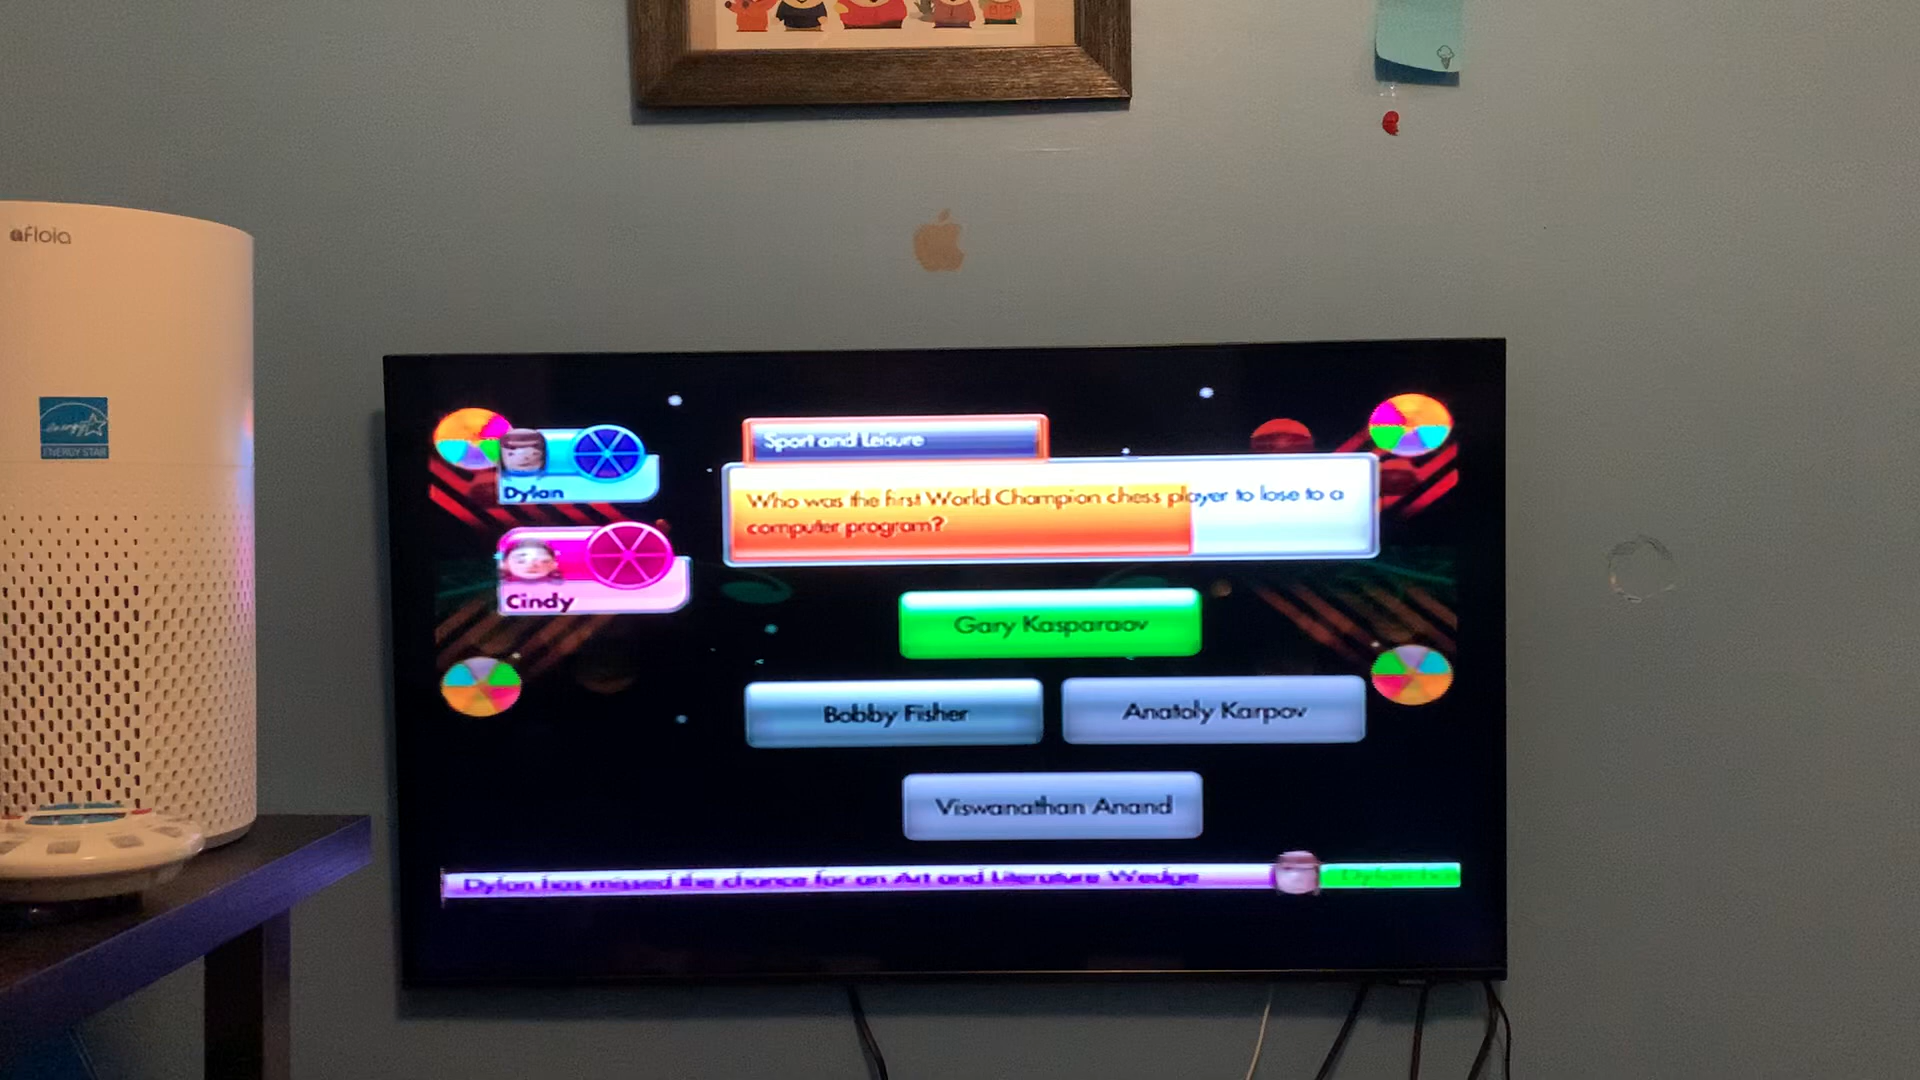 afloia
energy
ENERGY STAR
Dylan
Cindy
Sport and Leisure
Who was the first World Champion chess player to lose to a
computer program?
Gary Kasparaov
Bobby Fisher
Anatoly Karpov
Viswanathan Anand
Dylan has missed the chance for an Art and Literature Wedge
Dylan